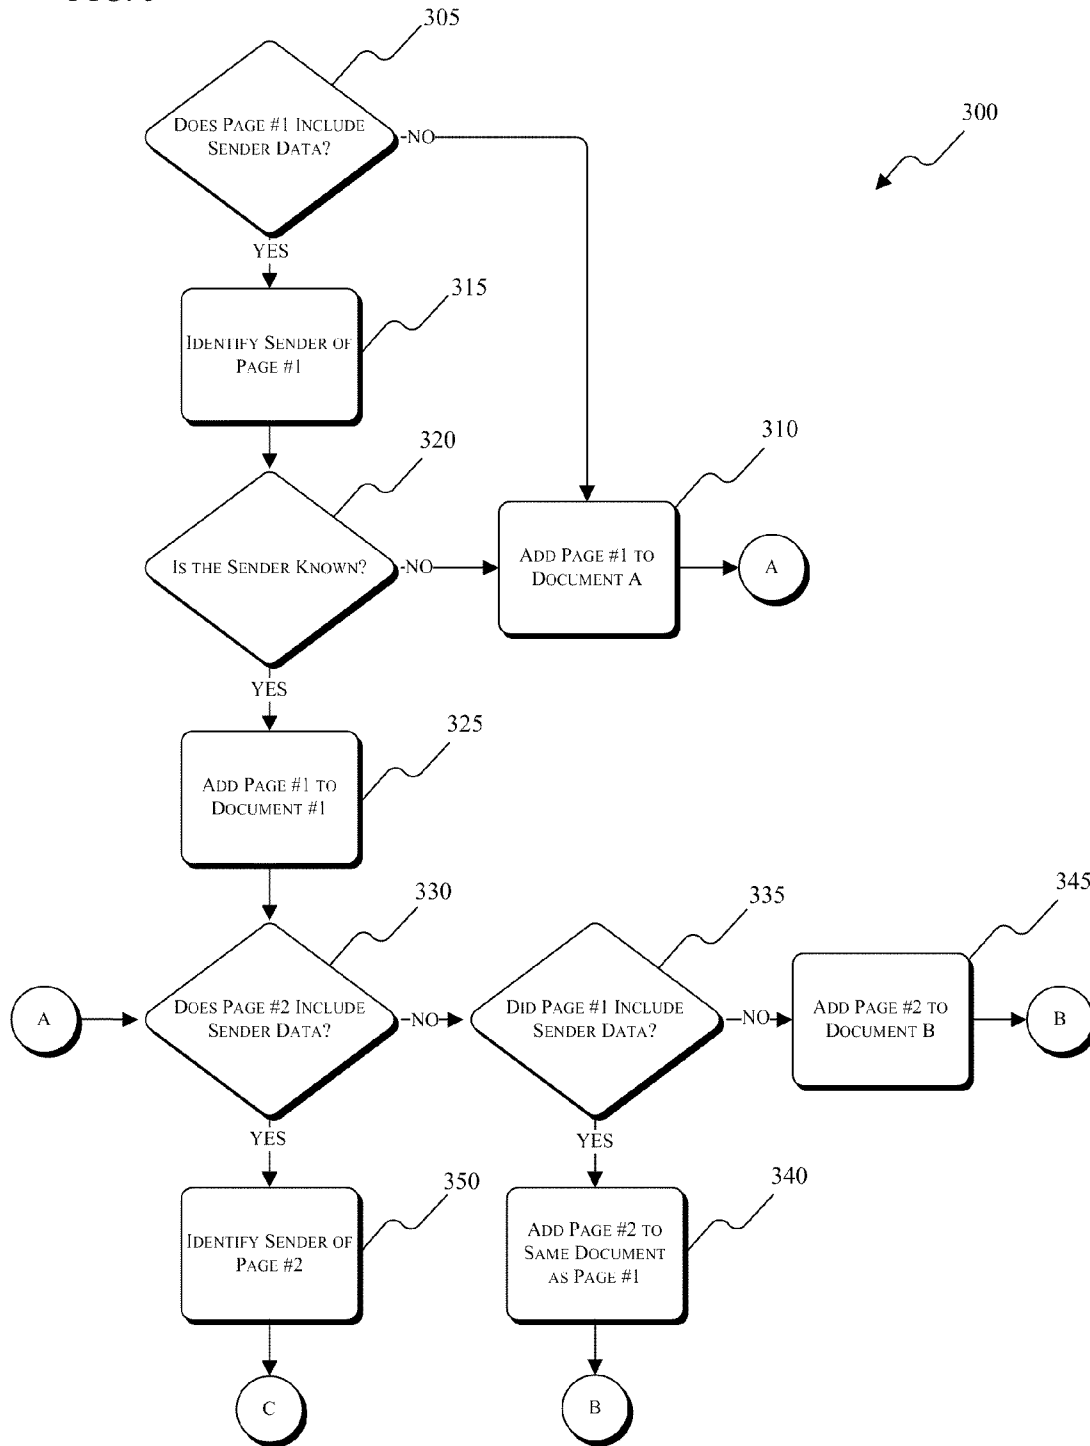 305
DOES PAGE #1 INCLUDE
SENDER DATA?
NO
300
YES
315
IDENTIFY SENDER OF
PAGE #1
320
310
IS THE SENDER KNOWN?
NO
ADD PAGE #1 TO
DOCUMENT A
A
YES
325
ADD PAGE #1 TO
DOCUMENT #1
330
335
345
A
DOES PAGE #2 INCLUDE
SENDER DATA?
NO
DID PAGE #1 INCLUDE
SENDER DATA?
NO
ADD PAGE #2 TO
DOCUMENT B
B
YES
YES
350
340
IDENTIFY SENDER OF
PAGE #2
ADD PAGE #2 TO
SAME DOCUMENT
AS PAGE #1
C
B